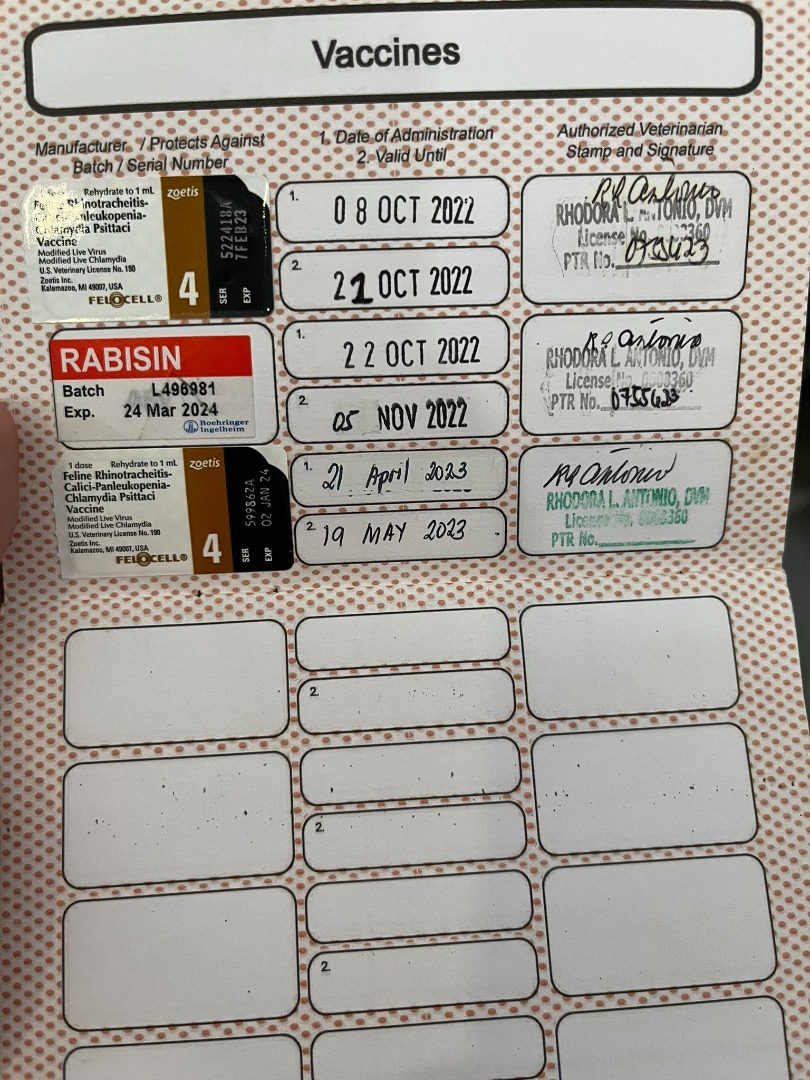 Vaccines
Manufacturer / Protects Against
Batch / Serial Number
1. Date of Administration
2. Valid Until
Authorized Veterinarian
Stamp and Signature
Rehydrate to 1 mL
zoetis
Rhinotracheitis-
Panleukopenia-
Chlamydia Psittaci
Vaccine
Modified Live Virus
Modified Live Chlamydia
U.S. Veterinary License No. 190
Zoetis Inc.
Kalamazoo, MI 49007, USA
FELOCELL®
4
SER 522418A
EXP 7FEB23
1. 08 OCT 2022
2. 21 OCT 2022
RHODORA L. ANTONIO, DVM
License No.
PTR No. 0755423
RABISIN
Batch L496981
Exp. 24 Mar 2024
Boehringer
Ingelheim
1. 22 OCT 2022
2. 05 NOV 2022
RHODORA L. ANTONIO, DVM
License No. 0008360
PTR No.
1 dose Rehydrate to 1 mL
zoetis
Feline Rhinotracheitis-
Calici-Panleukopenia-
Chlamydia Psittaci
Vaccine
Modified Live Virus
Modified Live Chlamydia
U.S. Veterinary License No. 190
Zoetis Inc.
Kalamazoo, MI 49007, USA
FELOCELL®
4
SER 599862A
EXP 02 JAN 24
1. 21 April 2023
2. 19 MAY 2023
RHODORA L. ANTONIO, DVM
License No. 0008360
PTR No.
2.
2.
2.